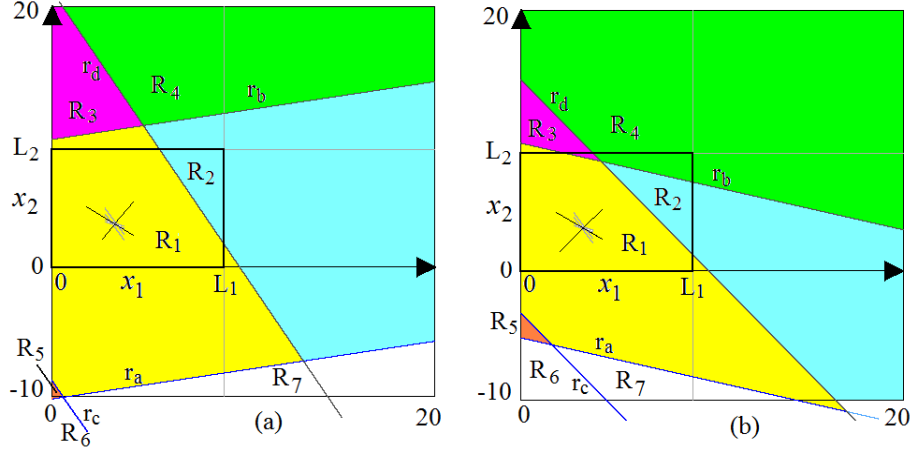 20
r_d
R_4
r_b
R_3
L_2
R_2
x_2
R_1
0
0
x_1
L_1
R_5
r_a
R_7
-10
0
r_c
20
R_6
(a)
20
r_d
R_3
R_4
L_2
r_b
R_2
x_2
R_1
0
0
x_1
L_1
R_5
r_a
R_6
r_c
R_7
-10
0
20
(b)